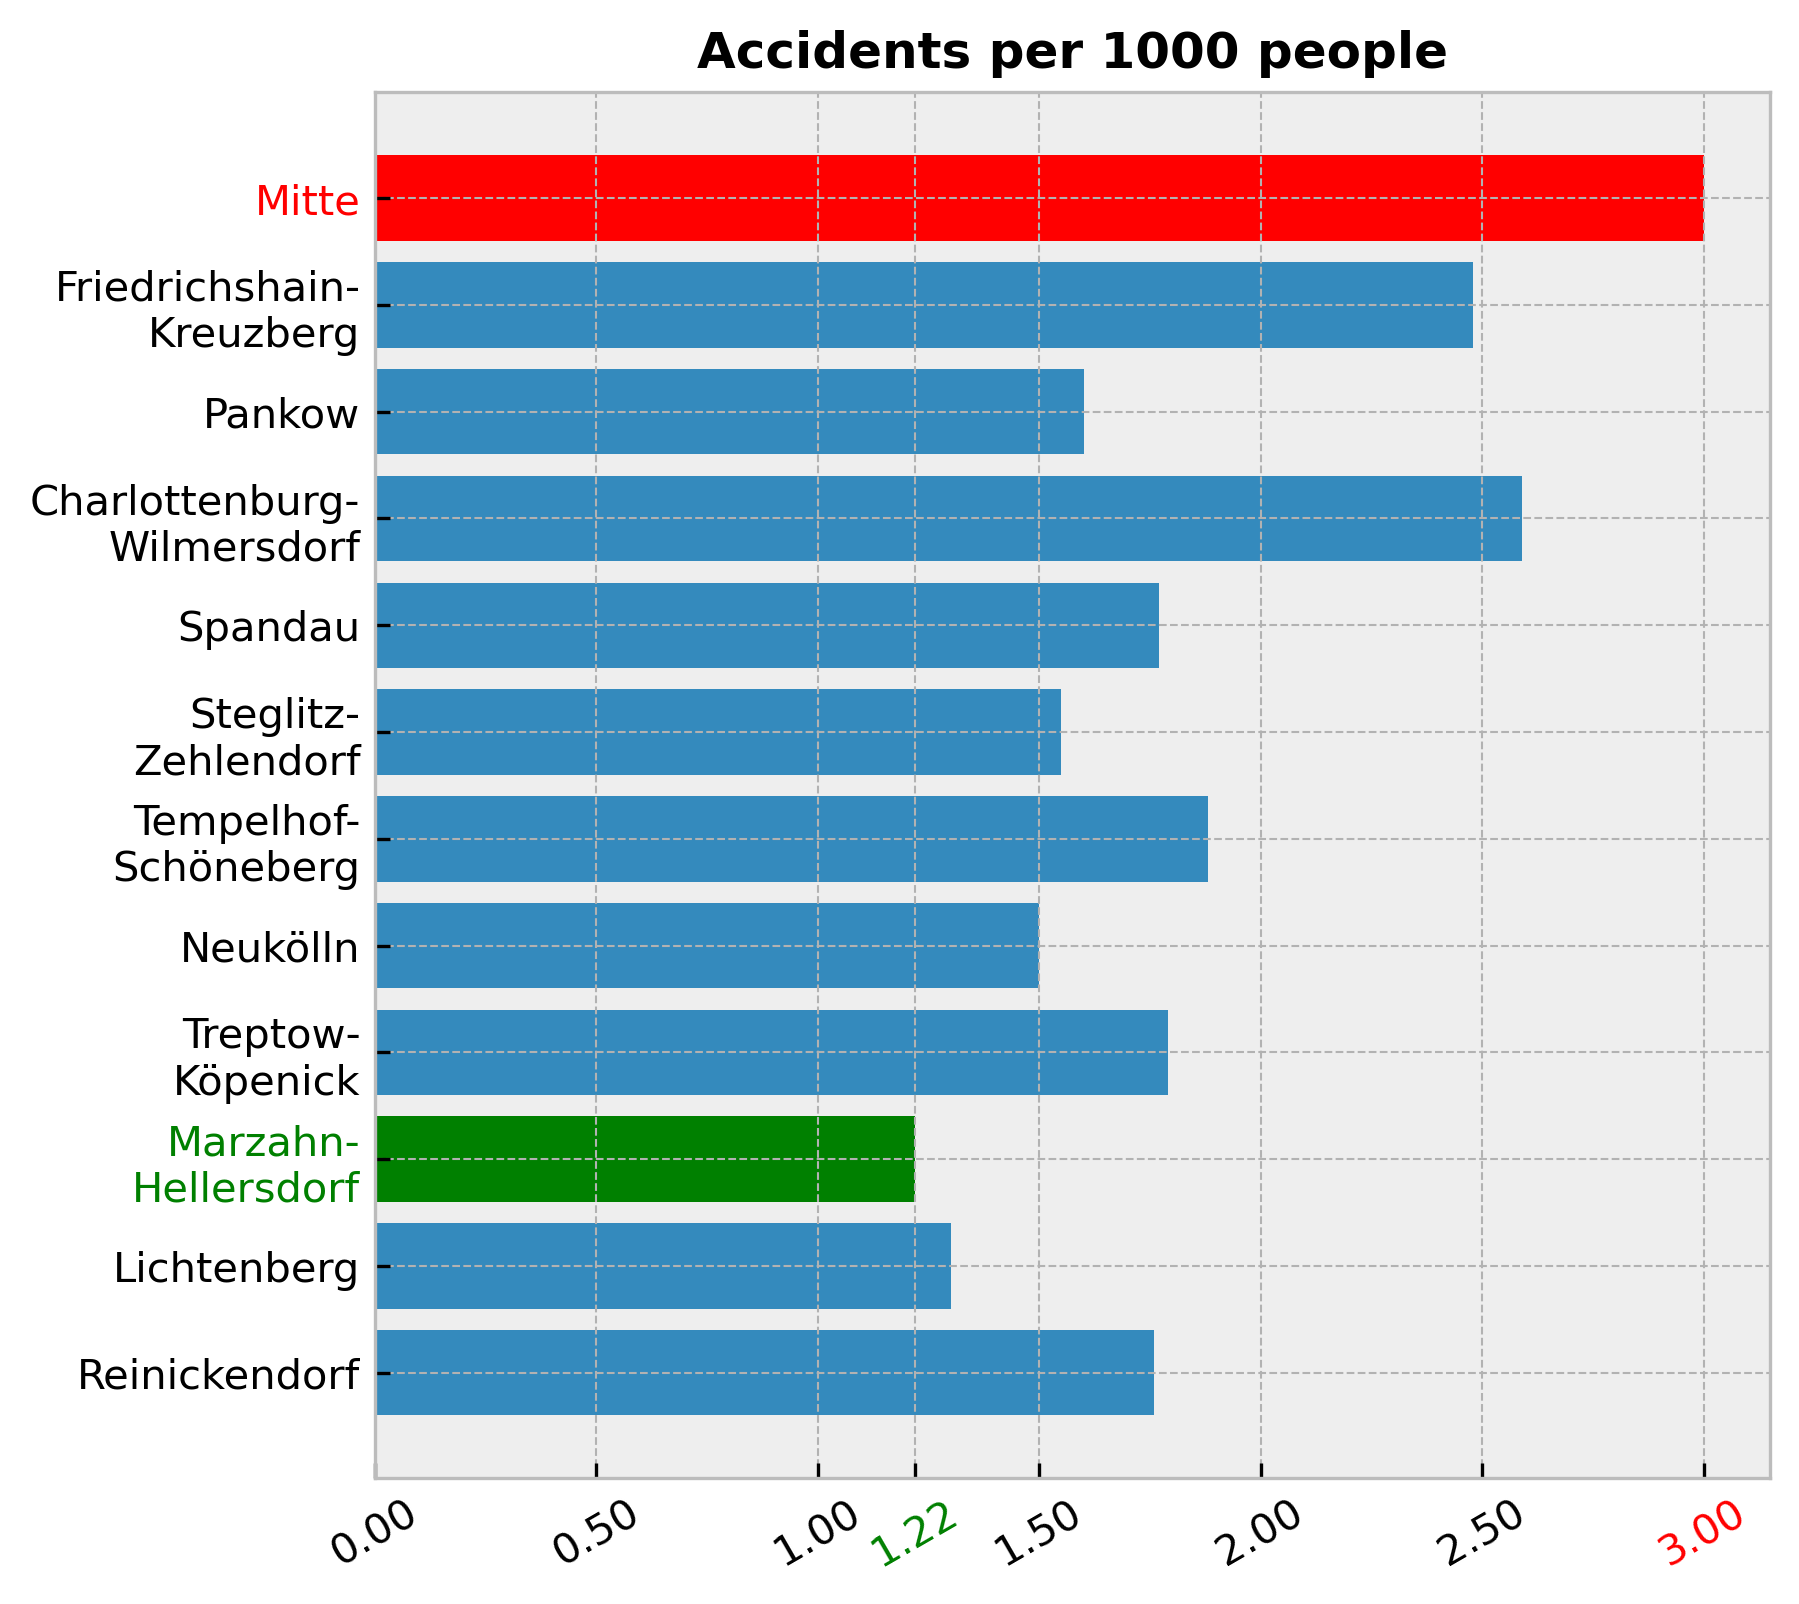 Accidents per 1000 people
Mitte
Friedrichshain-
Kreuzberg
Pankow
Charlottenburg-
Wilmersdorf
Spandau
Steglitz-
Zehlendorf
Tempelhof-
Schöneberg
Neukölln
Treptow-
Köpenick
Marzahn-
Hellersdorf
Lichtenberg
Reinickendorf
0.00 0.50 1.00 1.22 1.50 2.00 2.50 3.00